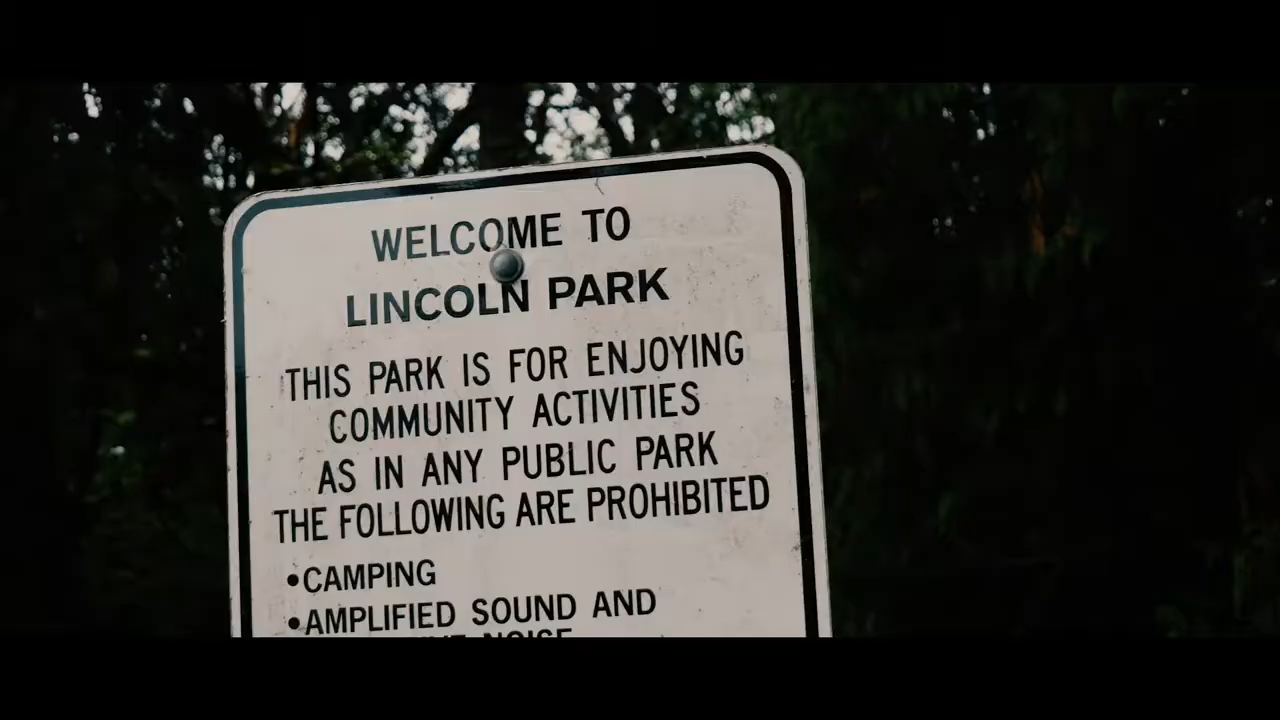 WELCOME TO
LINCOLN PARK
THIS PARK IS FOR ENJOYING
COMMUNITY ACTIVITIES
AS IN ANY PUBLIC PARK
THE FOLLOWING ARE PROHIBITED
•CAMPING
•AMPLIFIED SOUND AND
NOISE